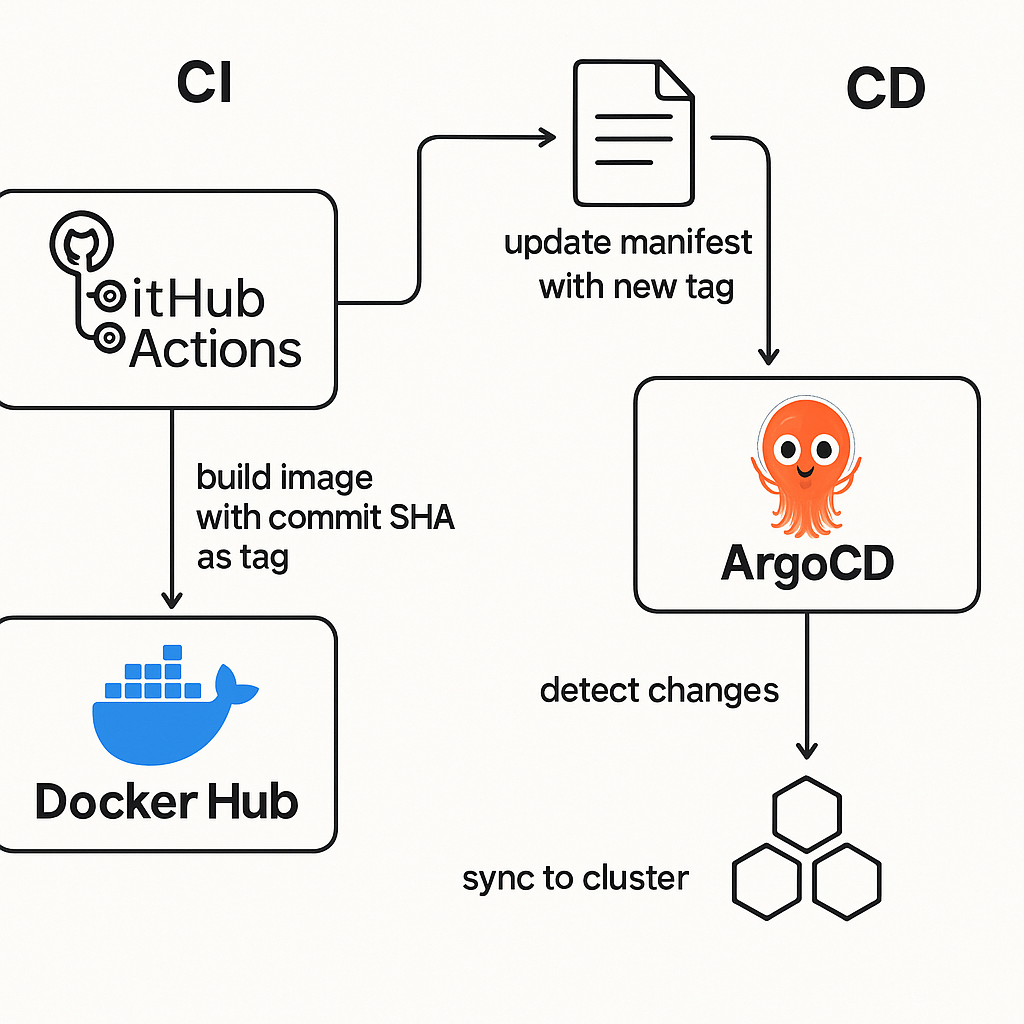 CI
CD
itHub
Actions
update manifest
with new tag
build image
with commit SHA
as tag
ArgoCD
Docker Hub
detect changes
sync to cluster